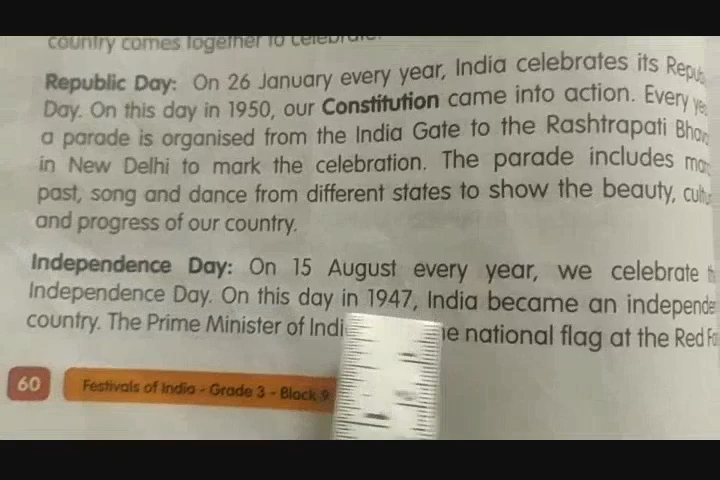 country comes together to celebrate.
Republic Day: On 26 January every year, India celebrates its
Day. On this day in 1950, our Constitution came into action. Every
a parade is organised from the India Gate to the Rashtrapati
in New Delhi to mark the celebration. The parade includes
past, song and dance from different states to show the beauty,
and progress of our country.
Independence Day: On 15 August every year, we celebrate
Independence Day. On this day in 1947, India became an
country. The Prime Minister of national flag at the Red
60
Festivals of India - Grade 3 - Block 9